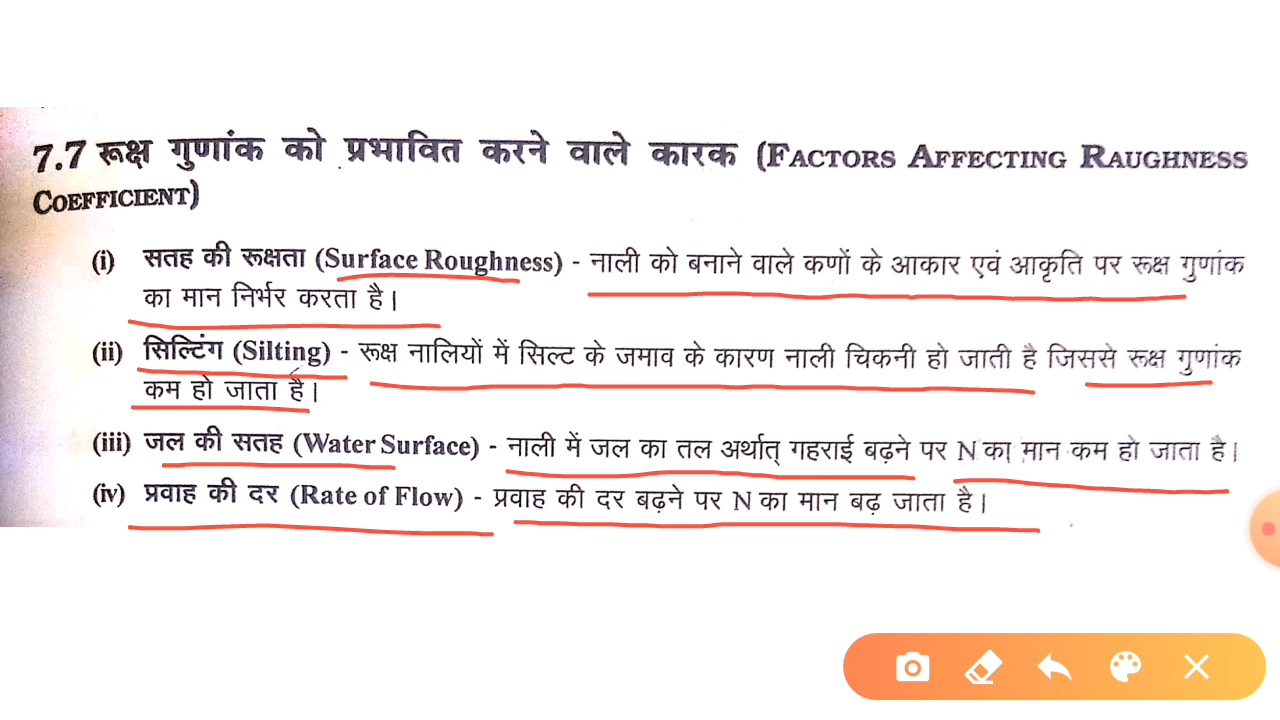 7.7 रूक्ष गुणांक को प्रभावित करने वाले कारक (FACTORS AFFECTING RAUGHNESS
COEFFICIENT)
(i) सतह की रूक्षता (Surface Roughness) - नाली को बनाने वाले कणों के आकार एवं आकृति पर रूक्ष गुणांक
का मान निर्भर करता है।
(ii) सिल्टिंग (Silting) - रूक्ष नालियों में सिल्ट के जमाव के कारण नाली चिकनी हो जाती है जिससे रूक्ष गुणांक
कम हो जाता है।
(iii) जल की सतह (Water Surface) - नाली में जल का तल अर्थात् गहराई बढ़ने पर N का मान कम हो जाता है।
(iv) प्रवाह की दर (Rate of Flow) - प्रवाह की दर बढ़ने पर N का मान बढ़ जाता है।